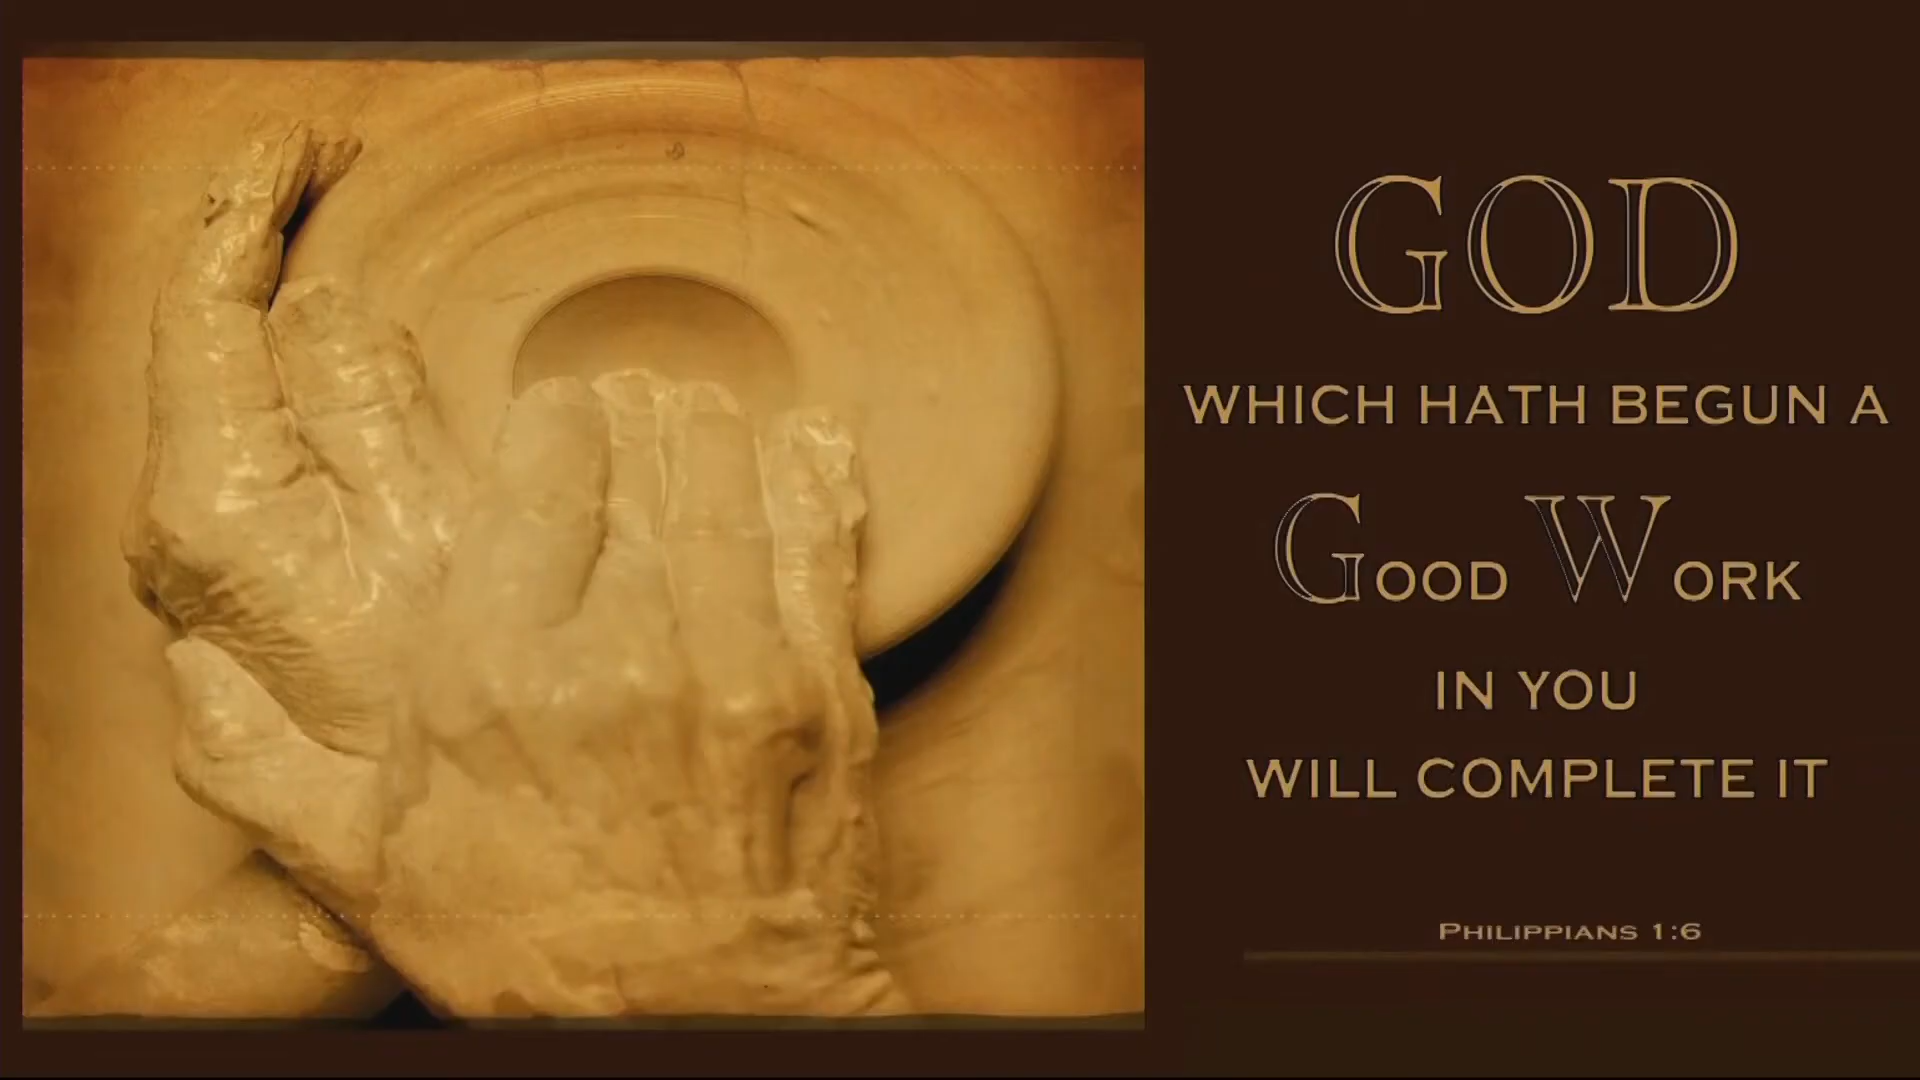 GOD
WHICH HATH BEGUN A
GOOD WORK
IN YOU
WILL COMPLETE IT
PHILIPPIANS 1:6